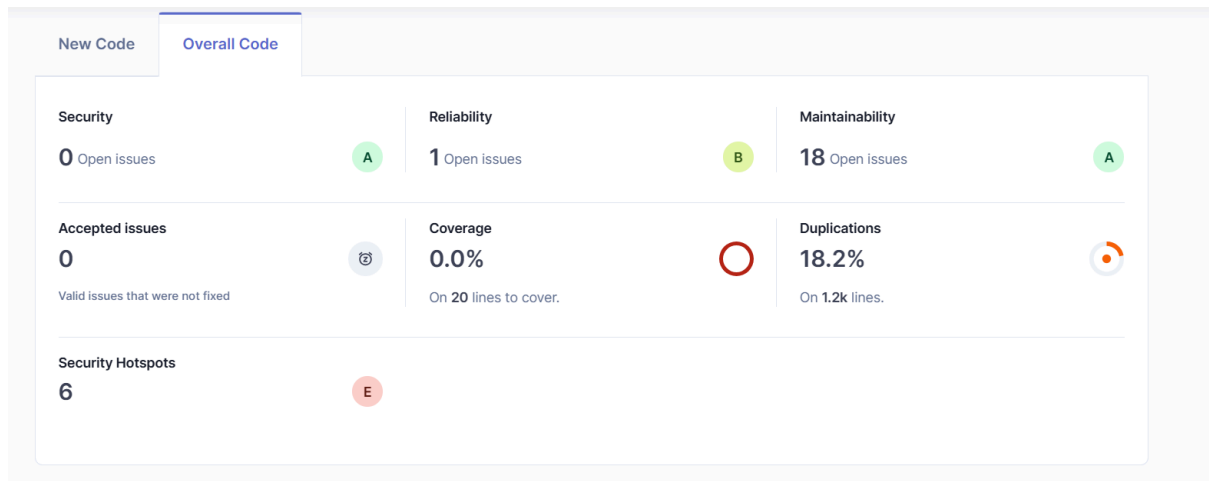 New Code
Overall Code
Security
Reliability
Maintainability
0 Open issues
A
1 Open issues
B
18 Open issues
A
Accepted issues
Coverage
Duplications
0
0.0%
18.2%
Valid issues that were not fixed
On 20 lines to cover.
On 1.2k lines.
Security Hotspots
6
E